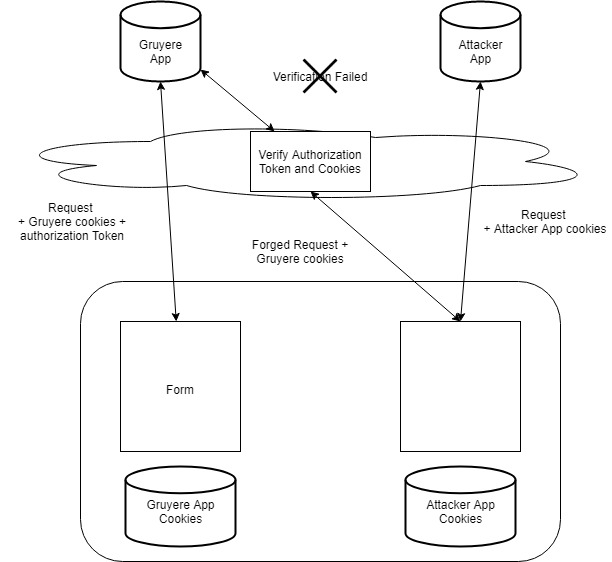 Gruyere
App
Attacker
App
Verification Failed
Verify Authorization
Token and Cookies
Request
+ Gruyere cookies +
authorization Token
Request
+ Attacker App cookies
Forged Request +
Gruyere cookies
Form
Gruyere App
Cookies
Attacker App
Cookies